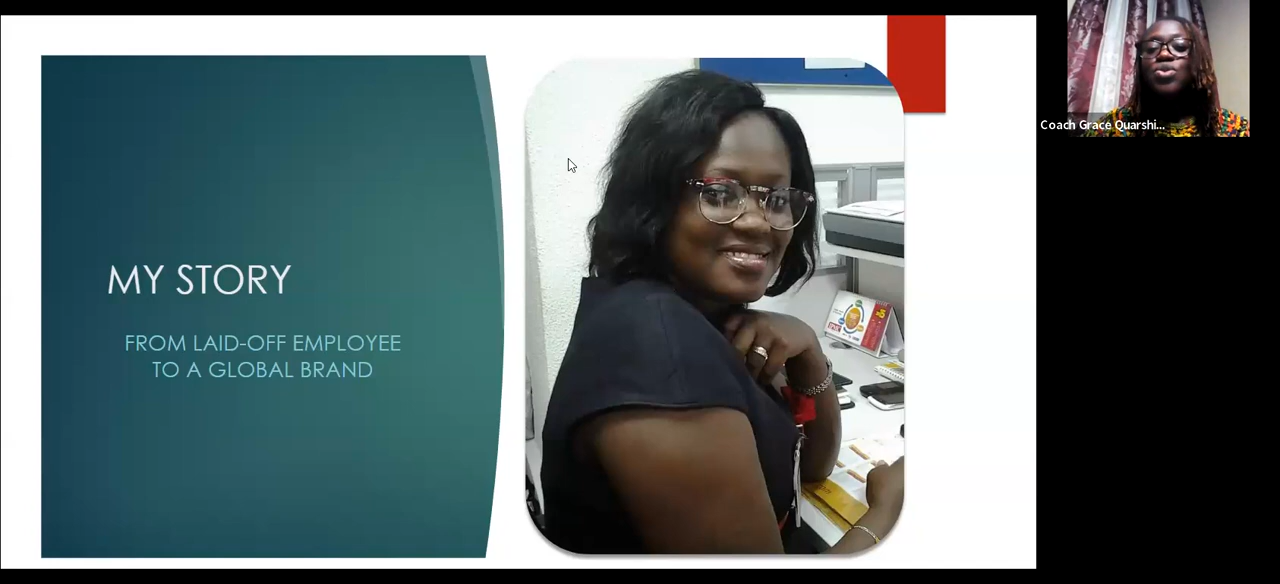 MY STORY
FROM LAID-OFF EMPLOYEE
TO A GLOBAL BRAND
Coach Grace Quarshi...